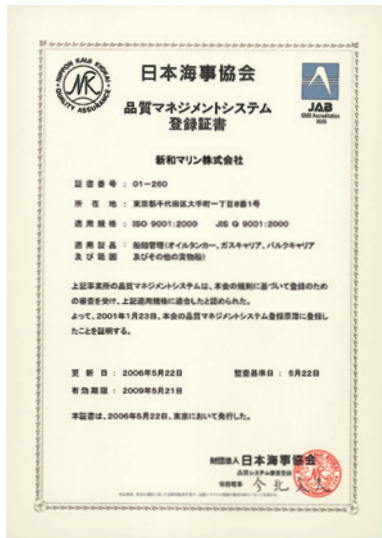 NIPPON KAIJI KYOKAI
NK
QUALITY ASSURANCE
日本海事協会
品質マネジメントシステム
登録証書
JAB
QMS Accreditation
R005
新和マリン株式会社
証書番号 : 01-260
所在地 : 東京都千代田区大手町一丁目8番1号
適用規格 : ISO 9001:2000 JIS Q 9001:2000
適用製品 : 船舶管理(オイルタンカー、ガスキャリア、バルクキャリア
及び範囲 及びその他の貨物船)
上記事業所の品質マネジメントシステムは、本会の規則に基づいて登録のため
の審査を受け、上記適用規格に適合したと認められた。
よって、2001年1月23日、本会の品質マネジメントシステム登録原簿に登録し
たことを証明する。
更新日 : 2006年5月22日 監査基準日 : 5月22日
有効期限 : 2009年5月21日
本証書は、2006年5月22日、東京において発行した。
財団法人 日本海事協会
品質システム審査登録